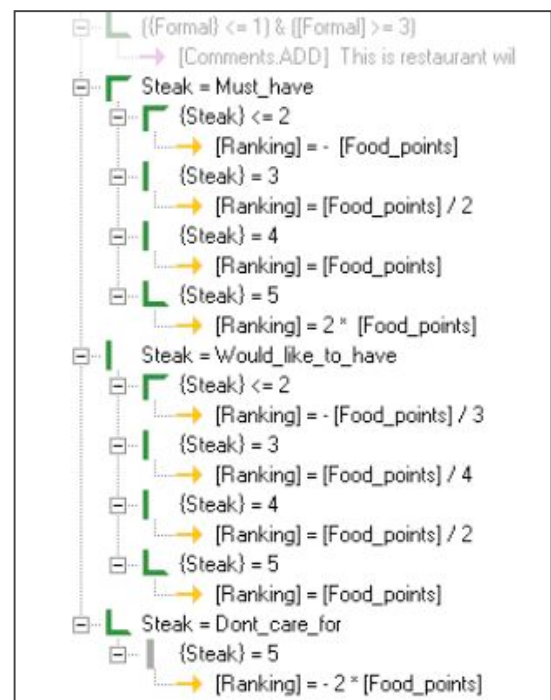 ({Formal} <= 1) & ([Formal] >= 3)
[Comments.ADD] This is restaurant wil
Steak = Must_have
{Steak} <= 2
[Ranking] = - [Food_points]
{Steak} = 3
[Ranking] = [Food_points] / 2
{Steak} = 4
[Ranking] = [Food_points]
{Steak} = 5
[Ranking] = 2 * [Food_points]
Steak = Would_like_to_have
{Steak} <= 2
[Ranking] = - [Food_points] / 3
{Steak} = 3
[Ranking] = [Food_points] / 4
{Steak} = 4
[Ranking] = [Food_points] / 2
{Steak} = 5
[Ranking] = [Food_points]
Steak = Dont_care_for
{Steak} = 5
[Ranking] = - 2 * [Food_points]